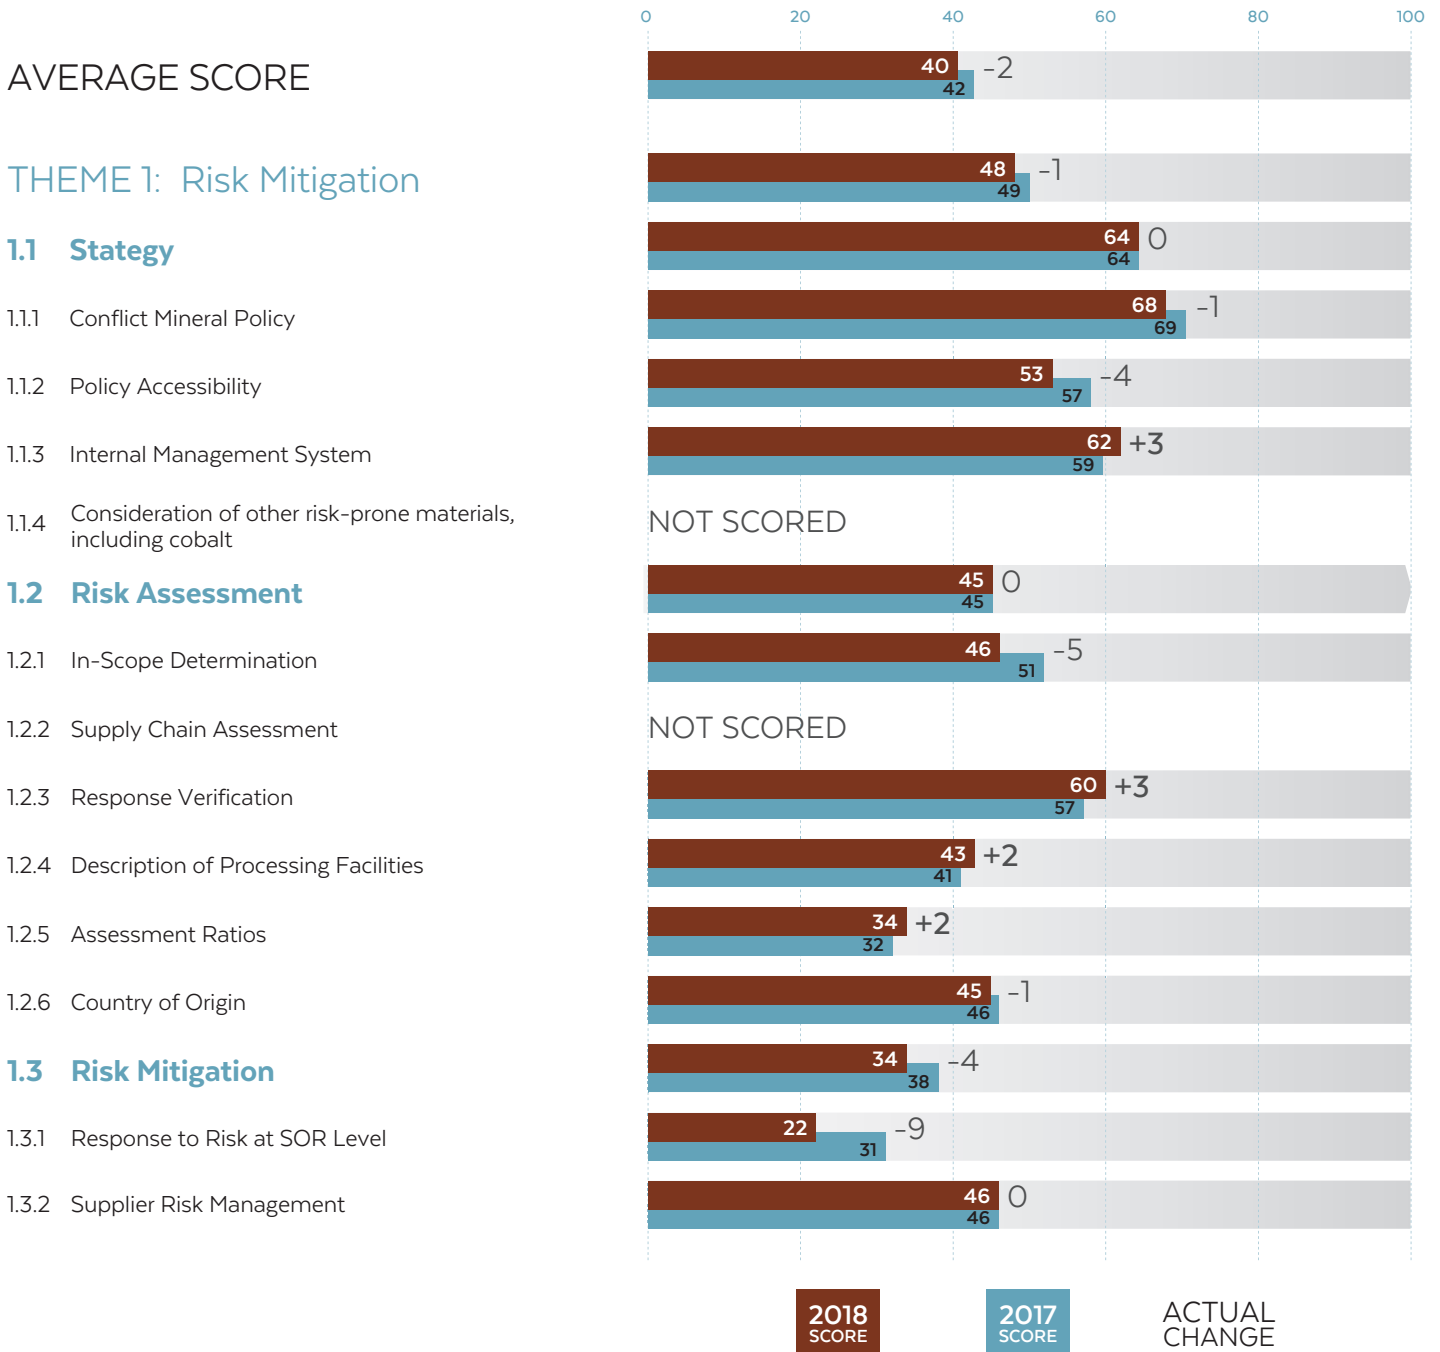 0 20 40 60 80 100
AVERAGE SCORE 40 -2
42
THEME 1: Risk Mitigation 48 -1
49
1.1 Stategy 64 0
64
1.1.1 Conflict Mineral Policy 68 -1
69
1.1.2 Policy Accessibility 53 -4
57
1.1.3 Internal Management System 62 +3
59
1.1.4 Consideration of other risk-prone materials,
including cobalt
NOT SCORED
1.2 Risk Assessment 45 0
45
1.2.1 In-Scope Determination 46 -5
51
1.2.2 Supply Chain Assessment NOT SCORED
1.2.3 Response Verification 60 +3
57
1.2.4 Description of Processing Facilities 43 +2
41
1.2.5 Assessment Ratios 34 +2
32
1.2.6 Country of Origin 45 -1
46
1.3 Risk Mitigation 34 -4
38
1.3.1 Response to Risk at SOR Level 22 -9
31
1.3.2 Supplier Risk Management 46 0
46
2018
SCORE
2017
SCORE
ACTUAL
CHANGE